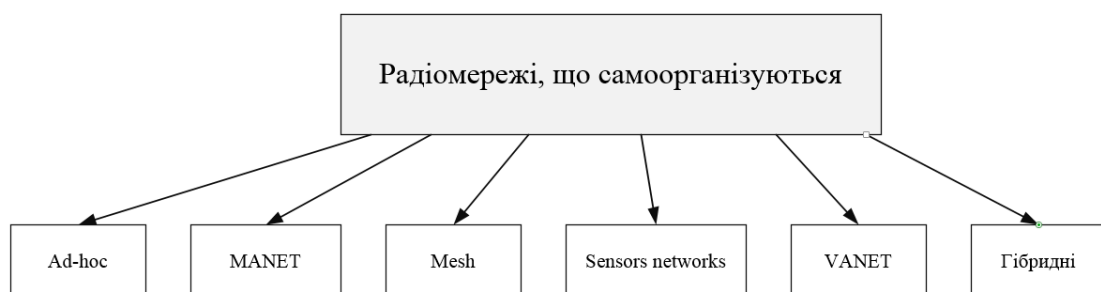 Радіомережі, що самоорганізуються
Ad-hoc
MANET
Mesh
Sensors networks
VANET
Гібридні